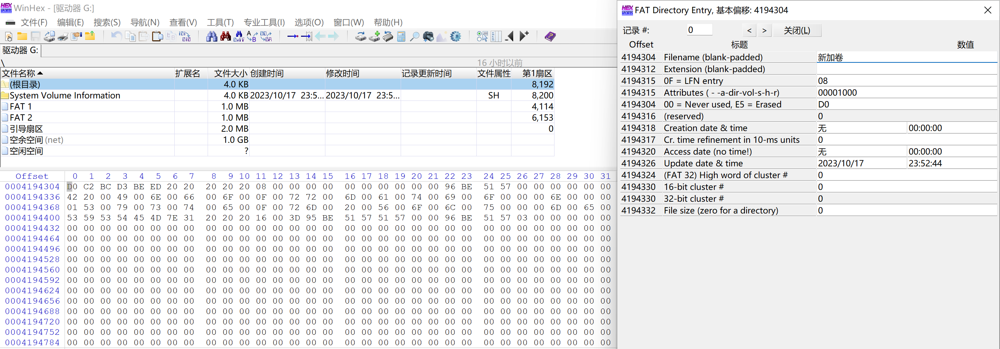 WinHex - [驱动器 G:]
文件(F) 编辑(E) 搜索(S) 导航(N) 查看(V) 工具(T) 专业工具(I) 选项(O) 窗口(W) 帮助(H)
驱动器 G:
\ 16 小时以前
文件名称 扩展名 文件大小 创建时间 修改时间 记录更新时间 文件属性 第1扇区
(根目录) 4.0 KB 8,192
System Volume Information 4.0 KB 2023/10/17 23:5... 2023/10/17 23:5... SH 8,200
FAT 1 1.0 MB 4,114
FAT 2 1.0 MB 6,153
引导扇区 2.0 MB 0
空余空间 (net) 1.0 GB
空闲空间 ?
Offset 0 1 2 3 4 5 6 7 8 9 10 11 12 13 14 15 16 17 18 19 20 21 22 23 24 25 26 27 28 29 30 31
0004194304 D0 C2 BC D3 BE ED 20 20 20 20 20 08 00 00 00 00 00 00 00 00 00 00 96 BE 51 57 00 00 00 00 00 00
0004194336 42 20 00 49 00 6E 00 66 00 6F 00 0F 00 72 72 00 6D 00 61 00 74 00 69 00 6F 00 00 00 6E 00 00 00
0004194368 01 53 00 79 00 73 00 74 00 65 00 0F 00 72 6D 00 20 00 56 00 6F 00 6C 00 75 00 00 00 6D 00 65 00
0004194400 53 59 53 54 45 4D 7E 31 20 20 20 16 00 3D 95 BE 51 57 51 57 00 00 96 BE 51 57 03 00 00 00 00 00
0004194432 00 00 00 00 00 00 00 00 00 00 00 00 00 00 00 00 00 00 00 00 00 00 00 00 00 00 00 00 00 00 00 00
0004194464 00 00 00 00 00 00 00 00 00 00 00 00 00 00 00 00 00 00 00 00 00 00 00 00 00 00 00 00 00 00 00 00
0004194496 00 00 00 00 00 00 00 00 00 00 00 00 00 00 00 00 00 00 00 00 00 00 00 00 00 00 00 00 00 00 00 00
0004194528 00 00 00 00 00 00 00 00 00 00 00 00 00 00 00 00 00 00 00 00 00 00 00 00 00 00 00 00 00 00 00 00
0004194560 00 00 00 00 00 00 00 00 00 00 00 00 00 00 00 00 00 00 00 00 00 00 00 00 00 00 00 00 00 00 00 00
0004194592 00 00 00 00 00 00 00 00 00 00 00 00 00 00 00 00 00 00 00 00 00 00 00 00 00 00 00 00 00 00 00 00
0004194624 00 00 00 00 00 00 00 00 00 00 00 00 00 00 00 00 00 00 00 00 00 00 00 00 00 00 00 00 00 00 00 00
0004194656 00 00 00 00 00 00 00 00 00 00 00 00 00 00 00 00 00 00 00 00 00 00 00 00 00 00 00 00 00 00 00 00
0004194688 00 00 00 00 00 00 00 00 00 00 00 00 00 00 00 00 00 00 00 00 00 00 00 00 00 00 00 00 00 00 00 00
0004194720 00 00 00 00 00 00 00 00 00 00 00 00 00 00 00 00 00 00 00 00 00 00 00 00 00 00 00 00 00 00 00 00
0004194752 00 00 00 00 00 00 00 00 00 00 00 00 00 00 00 00 00 00 00 00 00 00 00 00 00 00 00 00 00 00 00 00
0004194784 00 00 00 00 00 00 00 00 00 00 00 00 00 00 00 00 00 00 00 00 00 00 00 00 00 00 00 00 00 00 00 00
FAT Directory Entry, 基本偏移: 4194304
记录 #: 0 < > 关闭(L)
Offset 标题 数值
4194304 Filename (blank-padded) 新加卷
4194312 Extension (blank-padded)
4194315 0F = LFN entry 08
4194315 Attributes ( - -a-dir-vol-s-h-r) 00001000
4194304 00 = Never used, E5 = Erased D0
4194316 (reserved) 0
4194318 Creation date & time 无 00:00:00
4194317 Cr. time refinement in 10-ms units 0
4194320 Access date (no time!) 无 00:00:00
4194326 Update date & time 2023/10/17 23:52:44
4194324 (FAT 32) High word of cluster # 0
4194330 16-bit cluster # 0
4194330 32-bit cluster # 0
4194332 File size (zero for a directory) 0